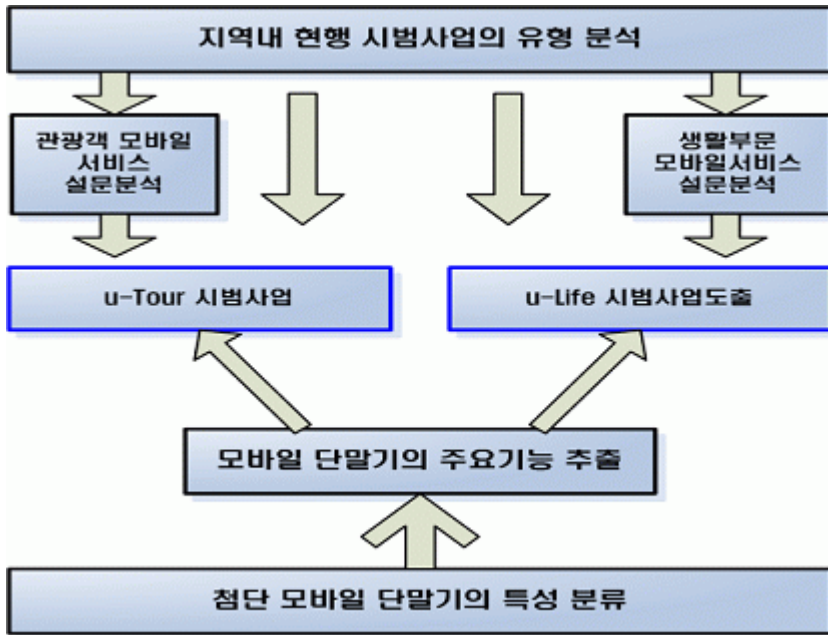 지역내 현행 시범사업의 유형 분석
관광객 모바일
서비스
설문분석
생활부문
모바일서비스
설문분석
u-Tour 시범사업
u-Life 시범사업도출
모바일 단말기의 주요기능 추출
첨단 모바일 단말기의 특성 분류